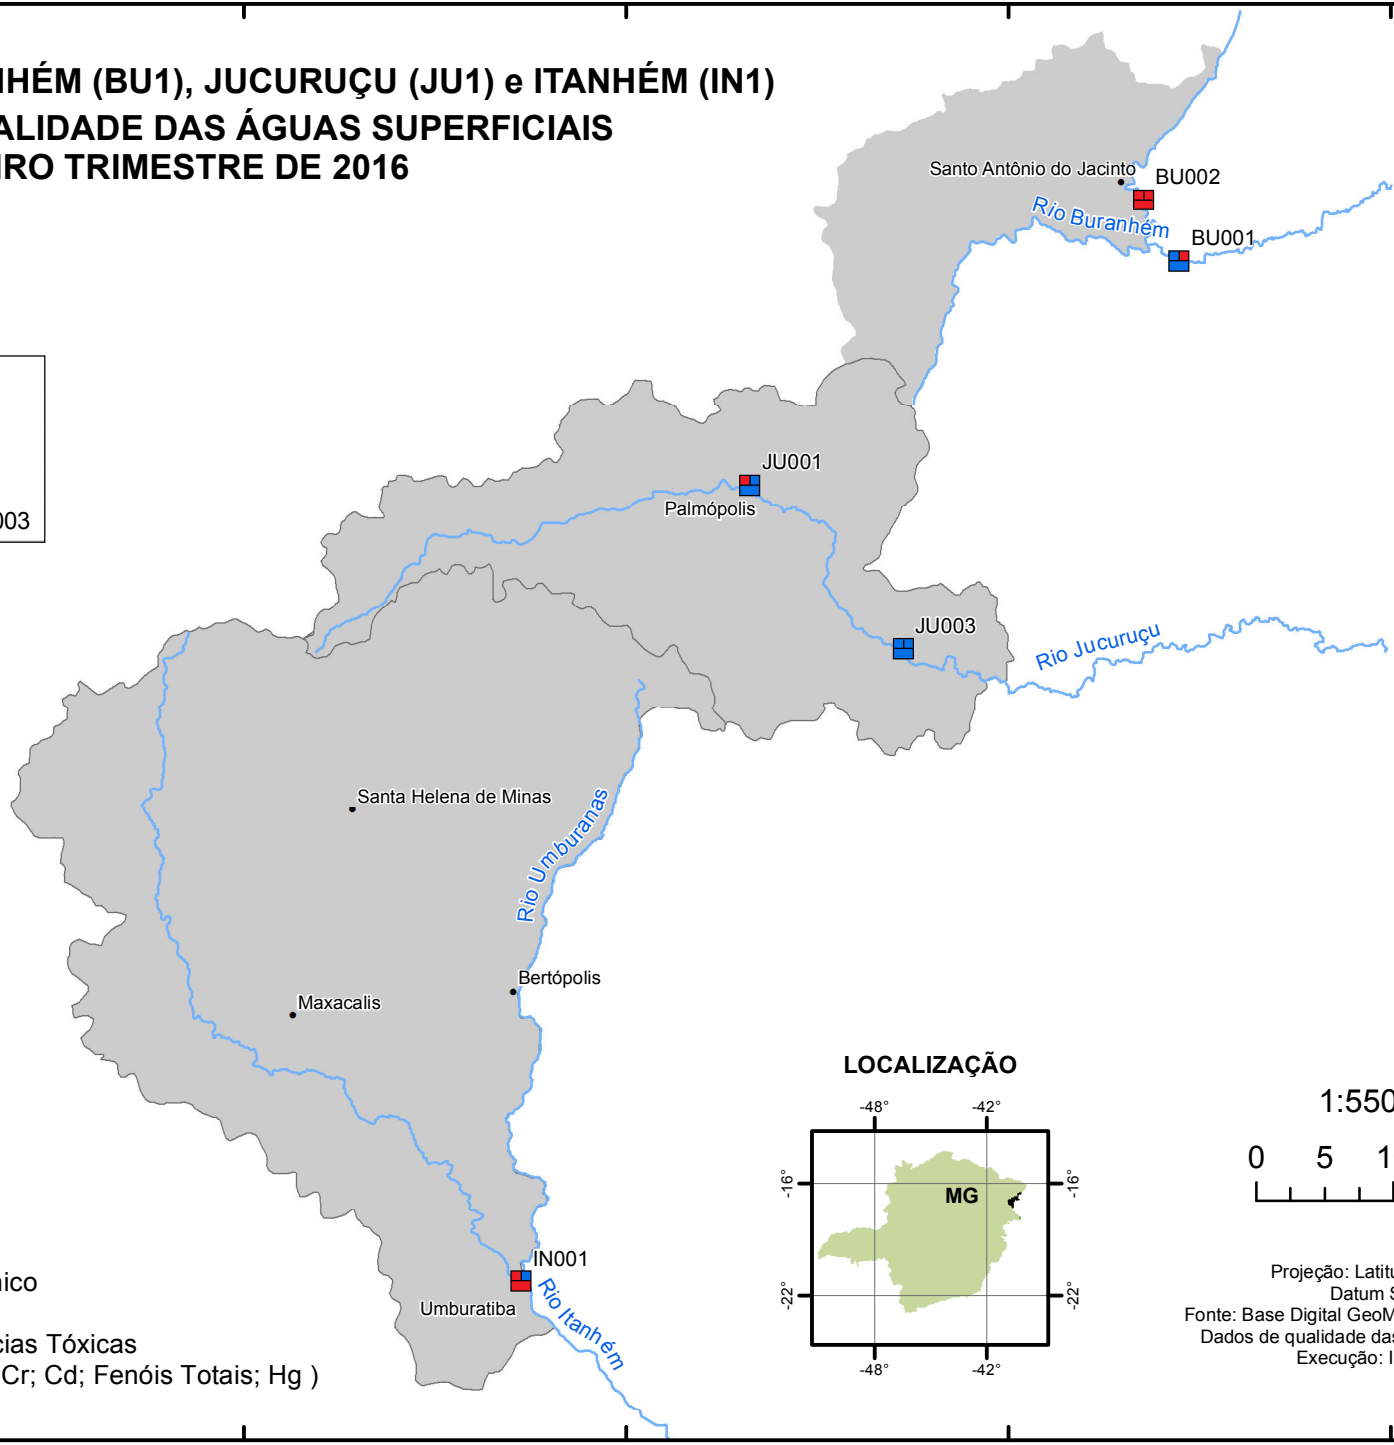 NHÉM (BU1), JUCURUÇU (JU1) e ITANHÉM (IN1)
ALIDADE DAS ÁGUAS SUPERFICIAIS
IRO TRIMESTRE DE 2016
Santo Antônio do Jacinto
BU002
Rio Buranhém
BU001
003
JU001
Palmópolis
JU003
Rio Jucuruçu
Santa Helena de Minas
Rio Umburanas
Bertópolis
Maxacalis
IN001
Umburatiba
Rio Itanhém
LOCALIZAÇÃO
-48° -42°
-16° MG -16°
-22° -22°
-48° -42°
1:550
0 5 1
Projeção: Latitu
Datum S
Fonte: Base Digital GeoM
Dados de qualidade das
Execução: I
nico
cias Tóxicas
Cr; Cd; Fenóis Totais; Hg )